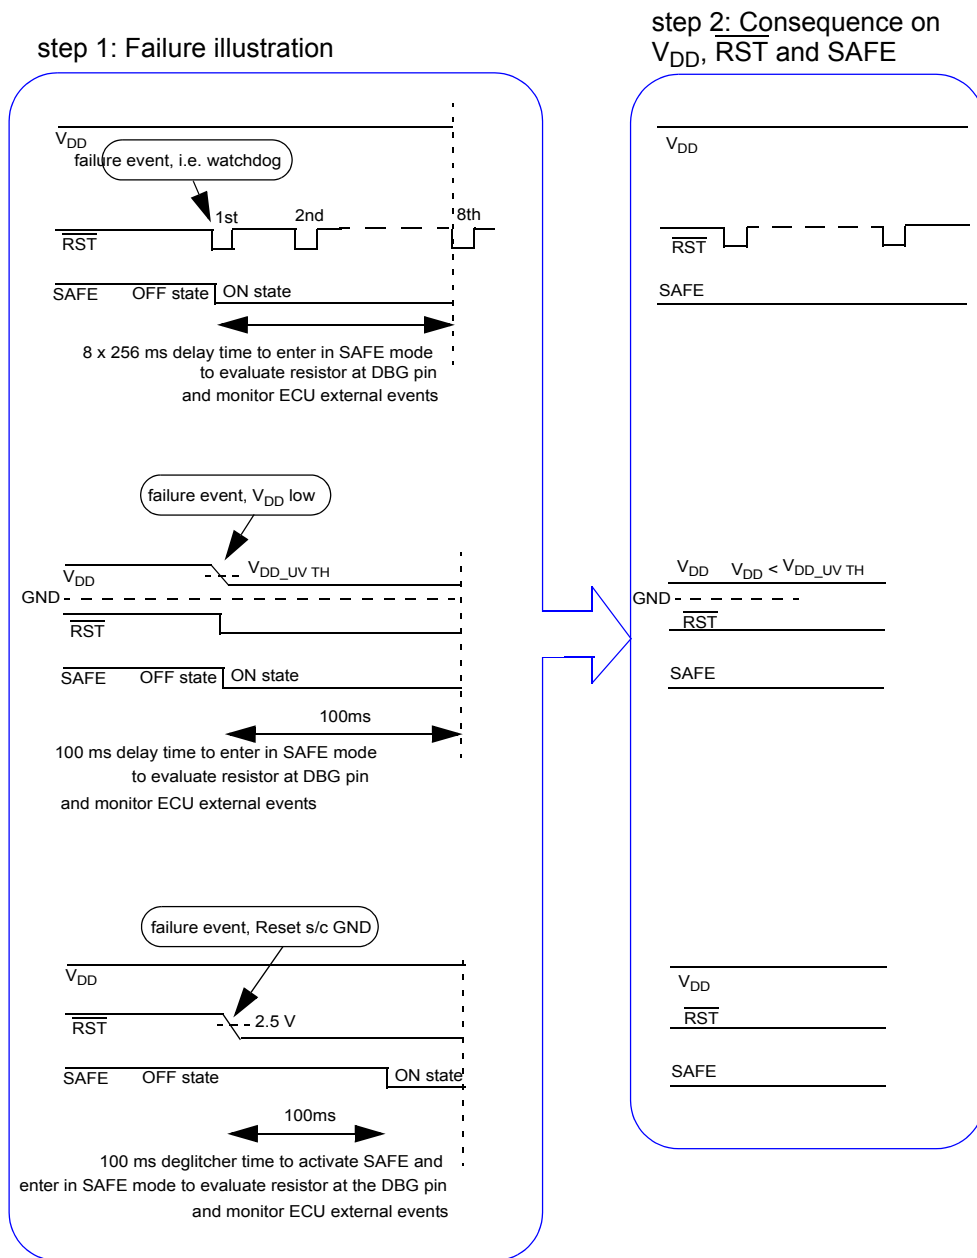 step 1: Failure illustration
step 2: Consequence on
VDD, RST and SAFE
VDD
failure event, i.e. watchdog
1st
2nd
8th
RST
SAFE
OFF state
ON state
8 x 256 ms delay time to enter in SAFE mode
to evaluate resistor at DBG pin
and monitor ECU external events
failure event, VDD low
VDD
VDD_UV TH
GND
RST
SAFE
OFF state
ON state
100ms
100 ms delay time to enter in SAFE mode
to evaluate resistor at DBG pin
and monitor ECU external events
failure event, Reset s/c GND
VDD
RST
2.5 V
SAFE
OFF state
ON state
100ms
100 ms deglitcher time to activate SAFE and
enter in SAFE mode to evaluate resistor at the DBG pin
and monitor ECU external events
VDD
RST
SAFE
VDD
VDD < VDD_UV TH
GND
RST
SAFE
VDD
RST
SAFE